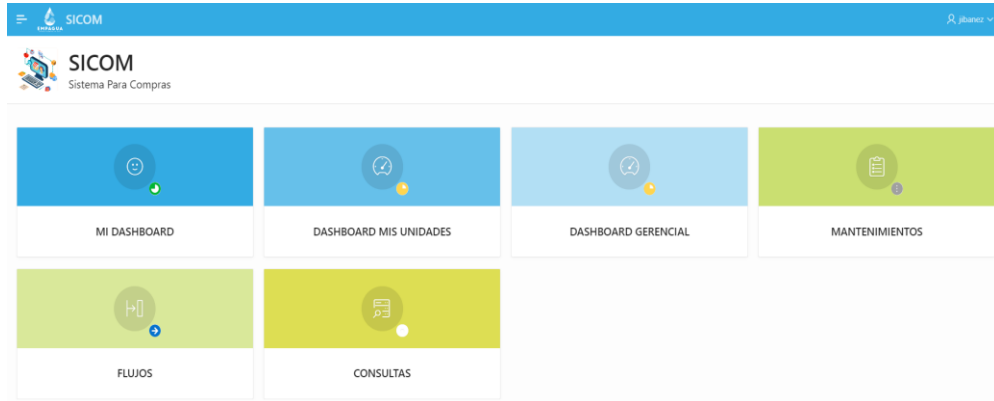 EMPAGUA
SICOM
jibanez
SICOM
Sistema Para Compras
MI DASHBOARD
DASHBOARD MIS UNIDADES
DASHBOARD GERENCIAL
MANTENIMIENTOS
FLUJOS
CONSULTAS